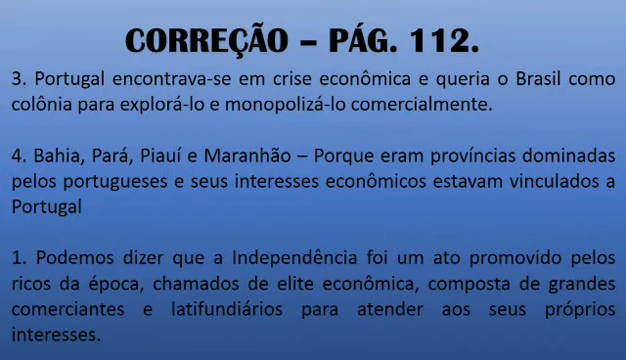 CORREÇÃO – PÁG. 112.
3. Portugal encontrava-se em crise econômica e queria o Brasil como
colônia para explorá-lo e monopolizá-lo comercialmente.
4. Bahia, Pará, Piauí e Maranhão – Porque eram províncias dominadas
pelos portugueses e seus interesses econômicos estavam vinculados a
Portugal
1. Podemos dizer que a Independência foi um ato promovido pelos
ricos da época, chamados de elite econômica, composta de grandes
comerciantes e latifundiários para atender aos seus próprios
interesses.